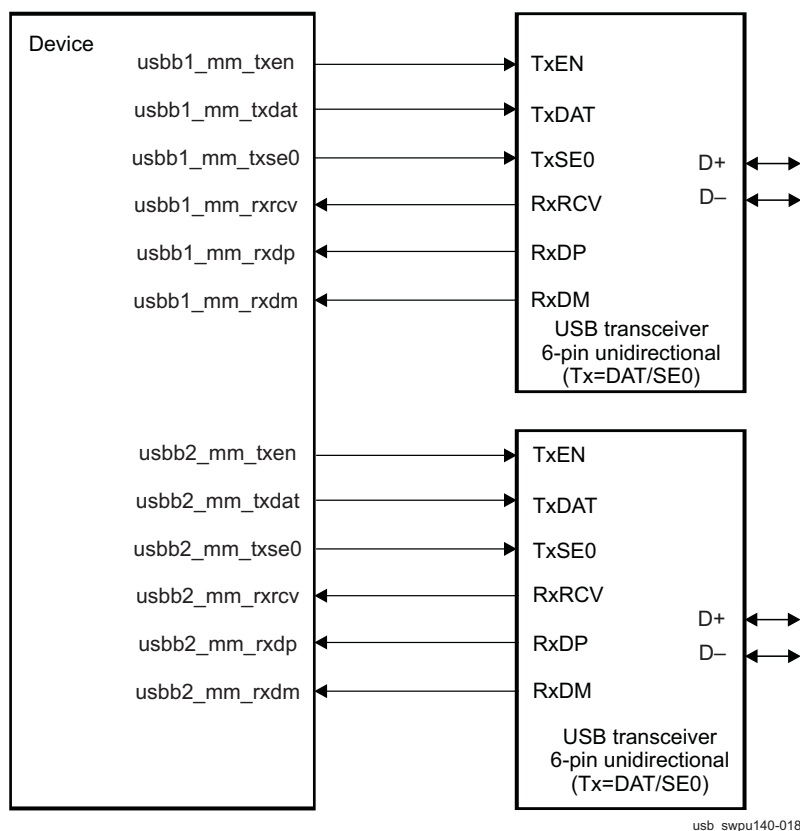 Device
usbb1_mm_txen
TxEN
usbb1_mm_txdat
TxDAT
usbb1_mm_txse0
TxSE0
D+
usbb1_mm_rxrcv
RxRCV
D–
usbb1_mm_rxdp
RxDP
usbb1_mm_rxdm
RxDM
USB transceiver
6-pin unidirectional
(Tx=DAT/SE0)
usbb2_mm_txen
TxEN
usbb2_mm_txdat
TxDAT
usbb2_mm_txse0
TxSE0
usbb2_mm_rxrcv
RxRCV
D+
usbb2_mm_rxdp
RxDP
D–
usbb2_mm_rxdm
RxDM
USB transceiver
6-pin unidirectional
(Tx=DAT/SE0)
usb_swpu140-018